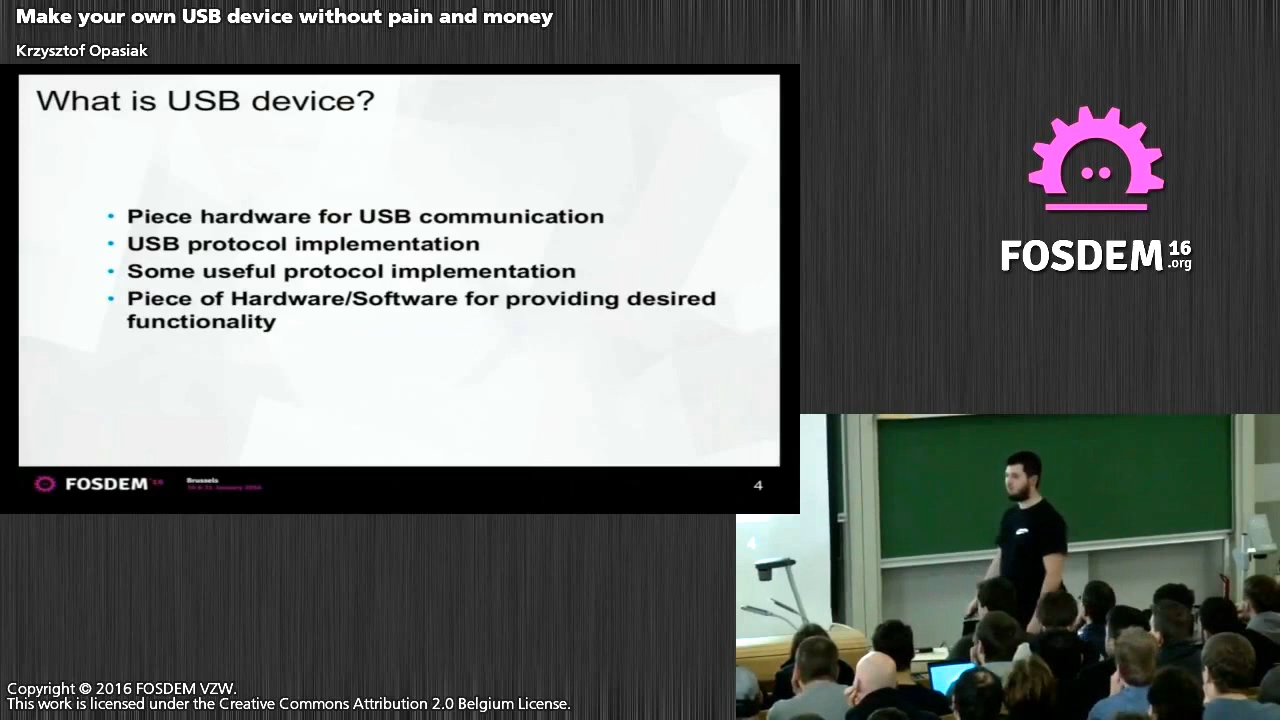 Make your own USB device without pain and money
Krzysztof Opasiak
What is USB device?
• Piece hardware for USB communication
• USB protocol implementation
• Some useful protocol implementation
• Piece of Hardware/Software for providing desired
functionality
FOSDEM 16
Brussels
4
FOSDEM 16
.org
4
Copyright © 2016 FOSDEM VZW.
This work is licensed under the Creative Commons Attribution 2.0 Belgium License.